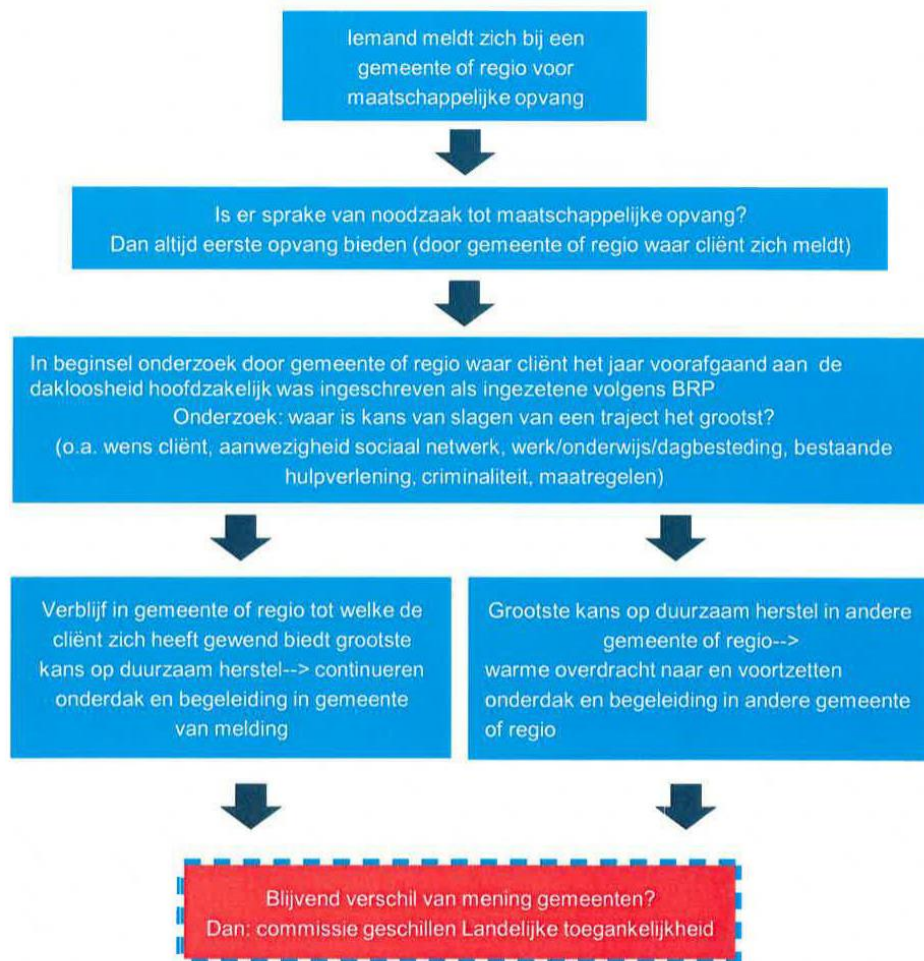 Iemand meldt zich bij een
gemeente of regio voor
maatschappelijke opvang
Is er sprake van noodzaak tot maatschappelijke opvang?
Dan altijd eerste opvang bieden (door gemeente of regio waar cliënt zich meldt)
In beginsel onderzoek door gemeente of regio waar cliënt het jaar voorafgaand aan de
dakloosheid hoofdzakelijk was ingeschreven als ingezetene volgens BRP
Onderzoek: waar is kans van slagen van een traject het grootst?
(o.a. wens cliënt, aanwezigheid sociaal netwerk, werk/onderwijs/dagbesteding, bestaande
hulpverlening, criminaliteit, maatregelen)
Verblijf in gemeente of regio tot welke de
cliënt zich heeft gewend biedt grootste
kans op duurzaam herstel--> continueren
onderdak en begeleiding in gemeente
van melding
Grootste kans op duurzaam herstel in andere
gemeente of regio-->
warme overdracht naar en voortzetten
onderdak en begeleiding in andere gemeente
of regio
Blijvend verschil van mening gemeenten?
Dan: commissie geschillen Landelijke toegankelijkheid